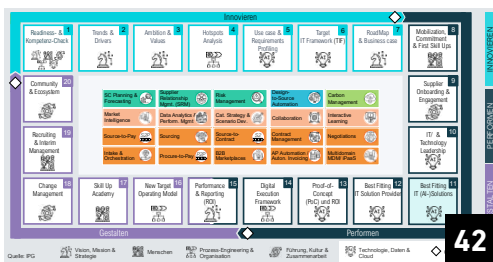 Innovieren
Readiness- &
Kompetenz-Check
1
Trends &
Drivers
2
Ambition &
Values
3
Hotspots
Analysis
4
Use case &
Requirements
Profiling
5
Target
IT Framework (TIF)
6
RoadMap
& Business case
7
Mobilization,
Commitment
& First Skill Ups
8
INNOVIEREN
Community
& Ecosystem
20
SC Planning &
Forecasting
Supplier
Relationship
Mgmt. (SRM)
Risk
Management
Design-
to-Source
Automation
Carbon
Management
Supplier
Onboarding &
Engagement
9
Market
Intelligence
Data Analytics /
Perform. Mgmt
Cat. Strategy &
Scenario Dev.
Collaboration
Interactive
Learning
PERFORMEN
Recruiting
& Interim
Management
19
Source-to-Pay
Sourcing
Source-to-
Contract
Contract
Management
Negotiations
IT/ &
Technology
Leadership
10
Intake &
Orchestration
Procure-to-Pay
B2B
Marketplaces
AP Automation /
Auton. Invoicing
Multidomain
MDM/ iPaaS
Change
Management
18
Skill Up
Academy
17
New Target
Operating Model
16
Performance
& Reporting
(ROI)
15
Digital
Execution
Framework
14
Proof-of-
Concept
(PoC) und ROI
13
Best Fitting
IT Solution Provider
12
Best Fitting
IT (AI-)Solutions
11
STALTEN
Gestalten
Performen
42
Quelle: IPG
Vision, Mission &
Strategie
Menschen
Prozess-Engineering &
Organisation
Führung, Kultur &
Zusammenarbeit
Technologie, Daten &
Cloud